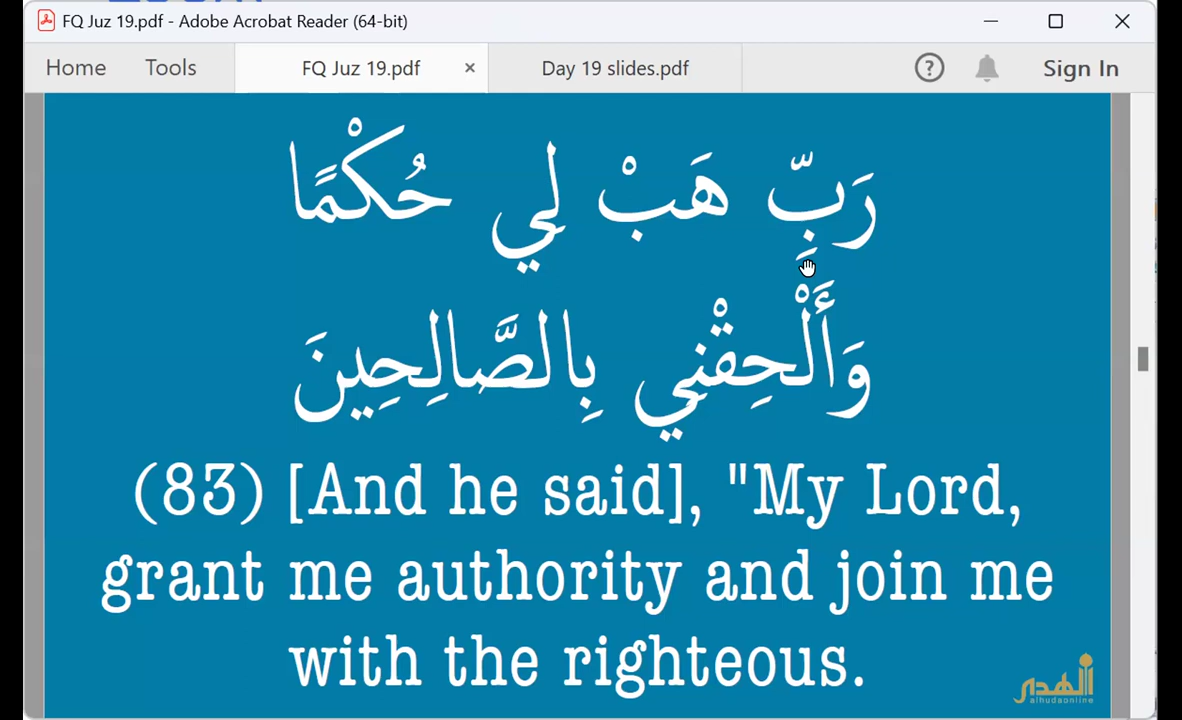 FQ Juz 19.pdf - Adobe Acrobat Reader (64-bit)
Home Tools FQ Juz 19.pdf × Day 19 slides.pdf ? Sign In
رَبِّ هَبْ لِي حُكْمًا
وَأَلْحِقْنِي بِالصَّالِحِينَ
(83) [And he said], "My Lord,
grant me authority and join me
with the righteous.
الهدى
alhudaonline